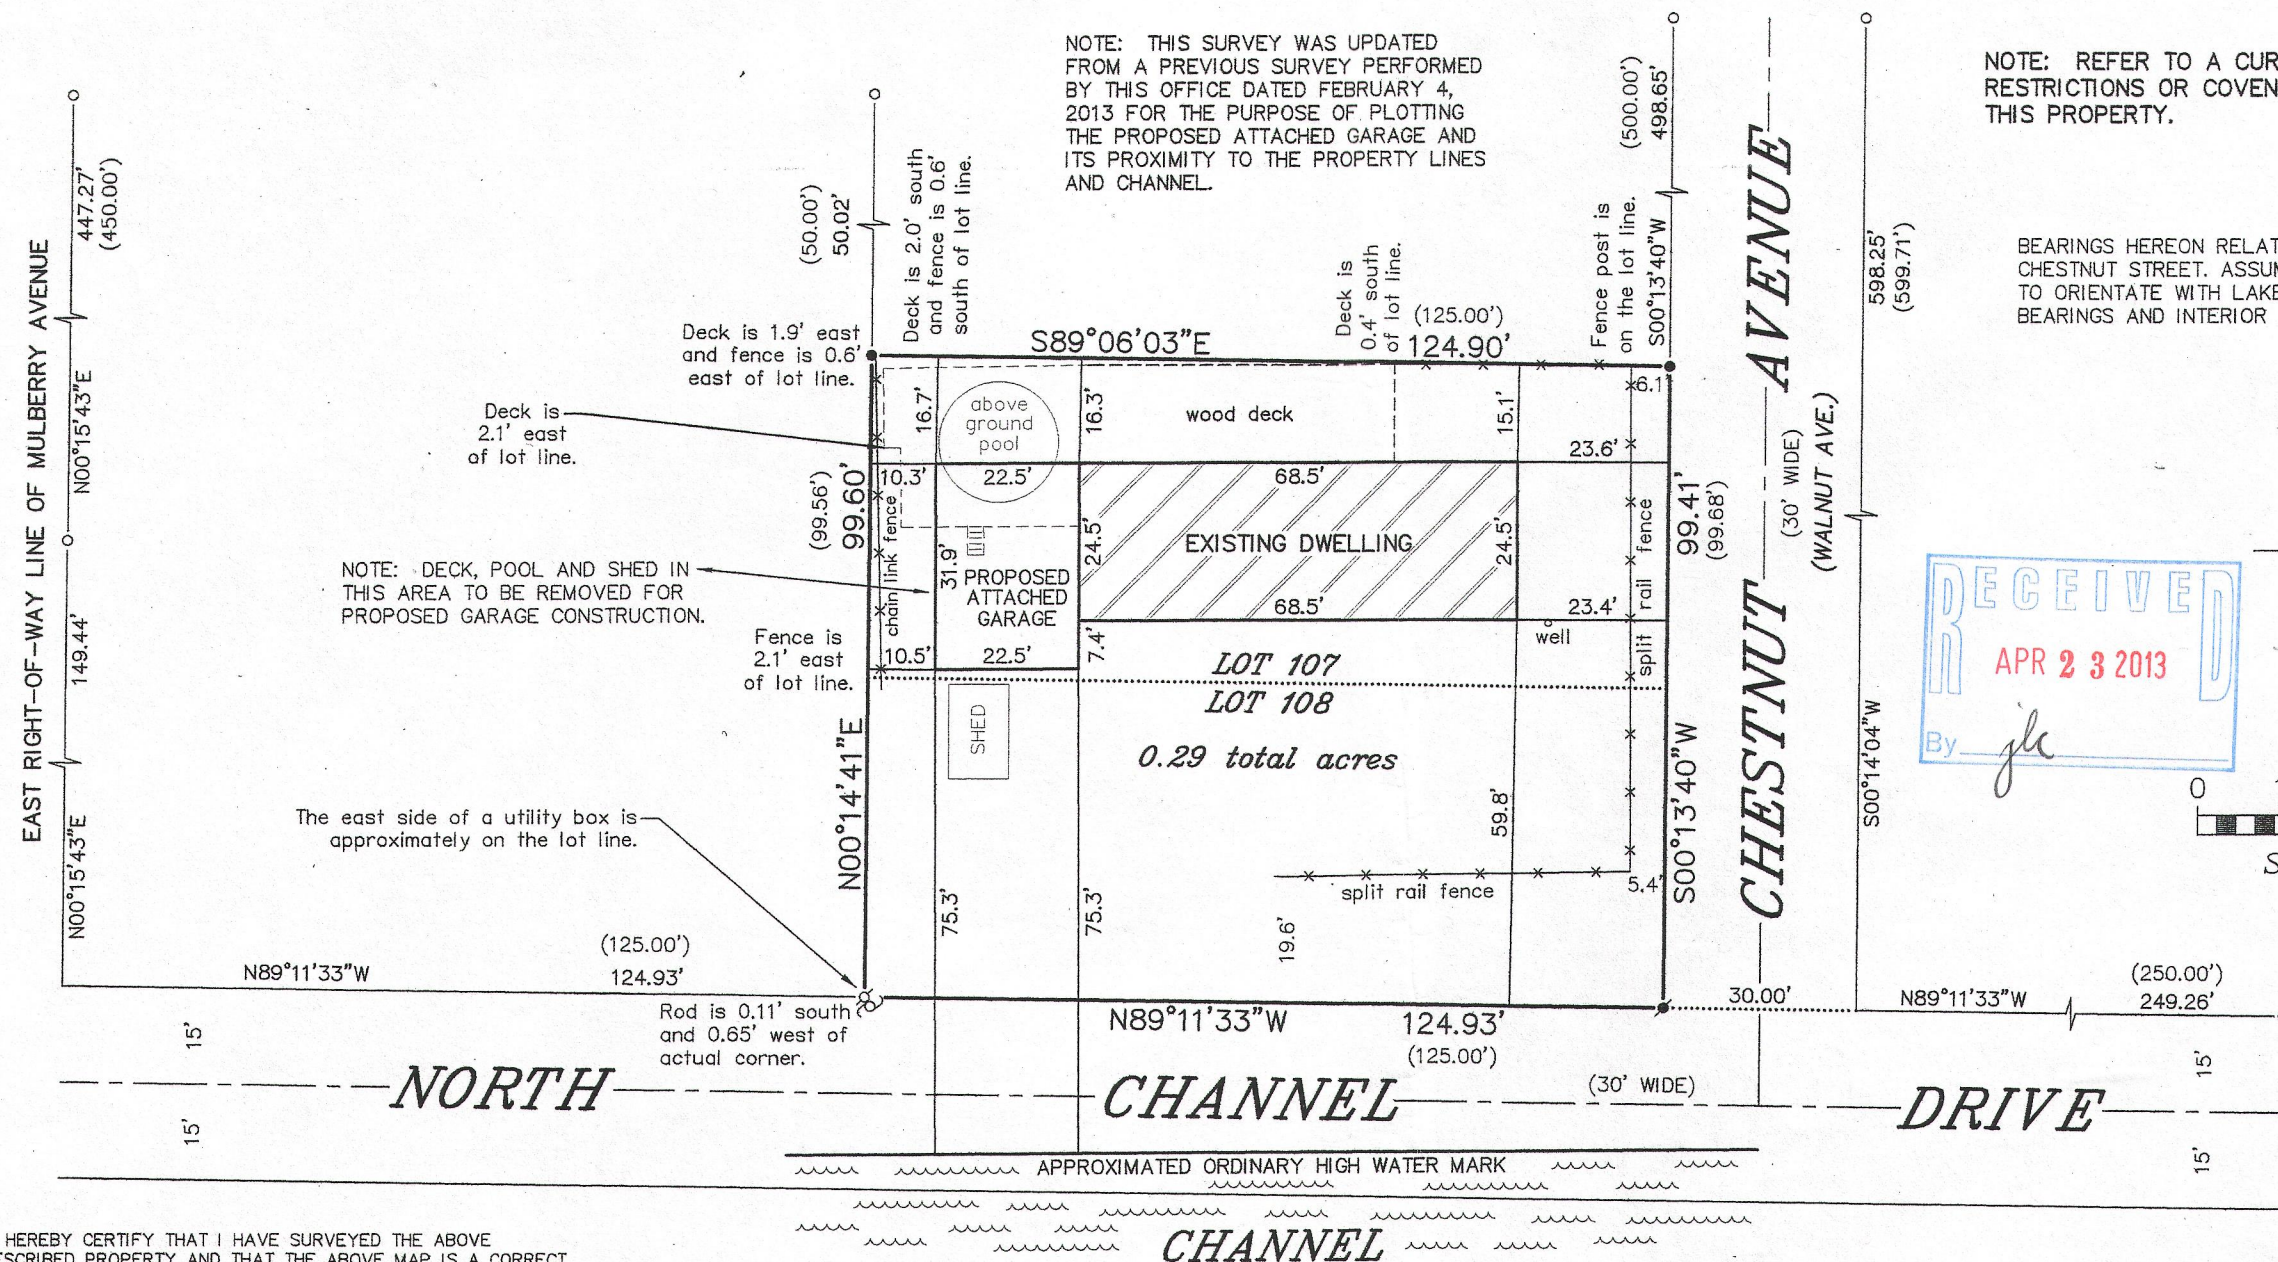 NOTE: THIS SURVEY WAS UPDATED
FROM A PREVIOUS SURVEY PERFORMED
BY THIS OFFICE DATED FEBRUARY 4,
2013 FOR THE PURPOSE OF PLOTTING
THE PROPOSED ATTACHED GARAGE AND
ITS PROXIMITY TO THE PROPERTY LINES
AND CHANNEL.
NOTE: REFER TO A CUR
RESTRICTIONS OR COVEN
THIS PROPERTY.
BEARINGS HEREON RELAT
CHESTNUT STREET. ASSUM
TO ORIENTATE WITH LAKE
BEARINGS AND INTERIOR
EAST RIGHT-OF-WAY LINE OF MULBERRY AVENUE
447.27'
(450.00')
N00°15'43"E
149.44'
N00°15'43"E
(50.00')
50.02'
Deck is 2.0' south
and fence is 0.6'
south of lot line.
Deck is
0.4' south
of lot line.
Fence post is
on the lot line.
(500.00')
498.65'
S00°13'40"W
Deck is 1.9' east
and fence is 0.6'
east of lot line.
S89°06'03"E
(125.00')
124.90'
Deck is
2.1' east
of lot line.
16.7'
above
ground
pool
16.3'
wood deck
15.1'
6.1'
23.6'
10.3'
22.5'
68.5'
(99.56')
99.60'
chain link fence
31.9'
24.5'
EXISTING DWELLING
24.5'
split rail fence
99.41'
(99.68')
NOTE: DECK, POOL AND SHED IN
THIS AREA TO BE REMOVED FOR
PROPOSED GARAGE CONSTRUCTION.
PROPOSED
ATTACHED
GARAGE
68.5'
23.4'
well
Fence is
2.1' east
of lot line.
10.5'
22.5'
7.4'
LOT 107
LOT 108
SHED
0.29 total acres
N00°14'41"E
59.8'
S00°13'40"W
The east side of a utility box is
approximately on the lot line.
split rail fence
5.4'
75.3'
75.3'
19.6'
CHESTNUT AVENUE
(30' WIDE)
(WALNUT AVE.)
598.25'
(599.71')
S00°14'04"W
RECEIVED
APR 23 2013
By jlc
0
S
N89°11'33"W
(125.00')
124.93'
Rod is 0.11' south
and 0.65' west of
actual corner.
N89°11'33"W
124.93'
(125.00')
30.00'
N89°11'33"W
(250.00')
249.26'
15'
15'
NORTH CHANNEL DRIVE
(30' WIDE)
15'
15'
APPROXIMATED ORDINARY HIGH WATER MARK
CHANNEL
HEREBY CERTIFY THAT I HAVE SURVEYED THE ABOVE
ESCRIBED PROPERTY AND THAT THE ABOVE MAP IS A CORRECT